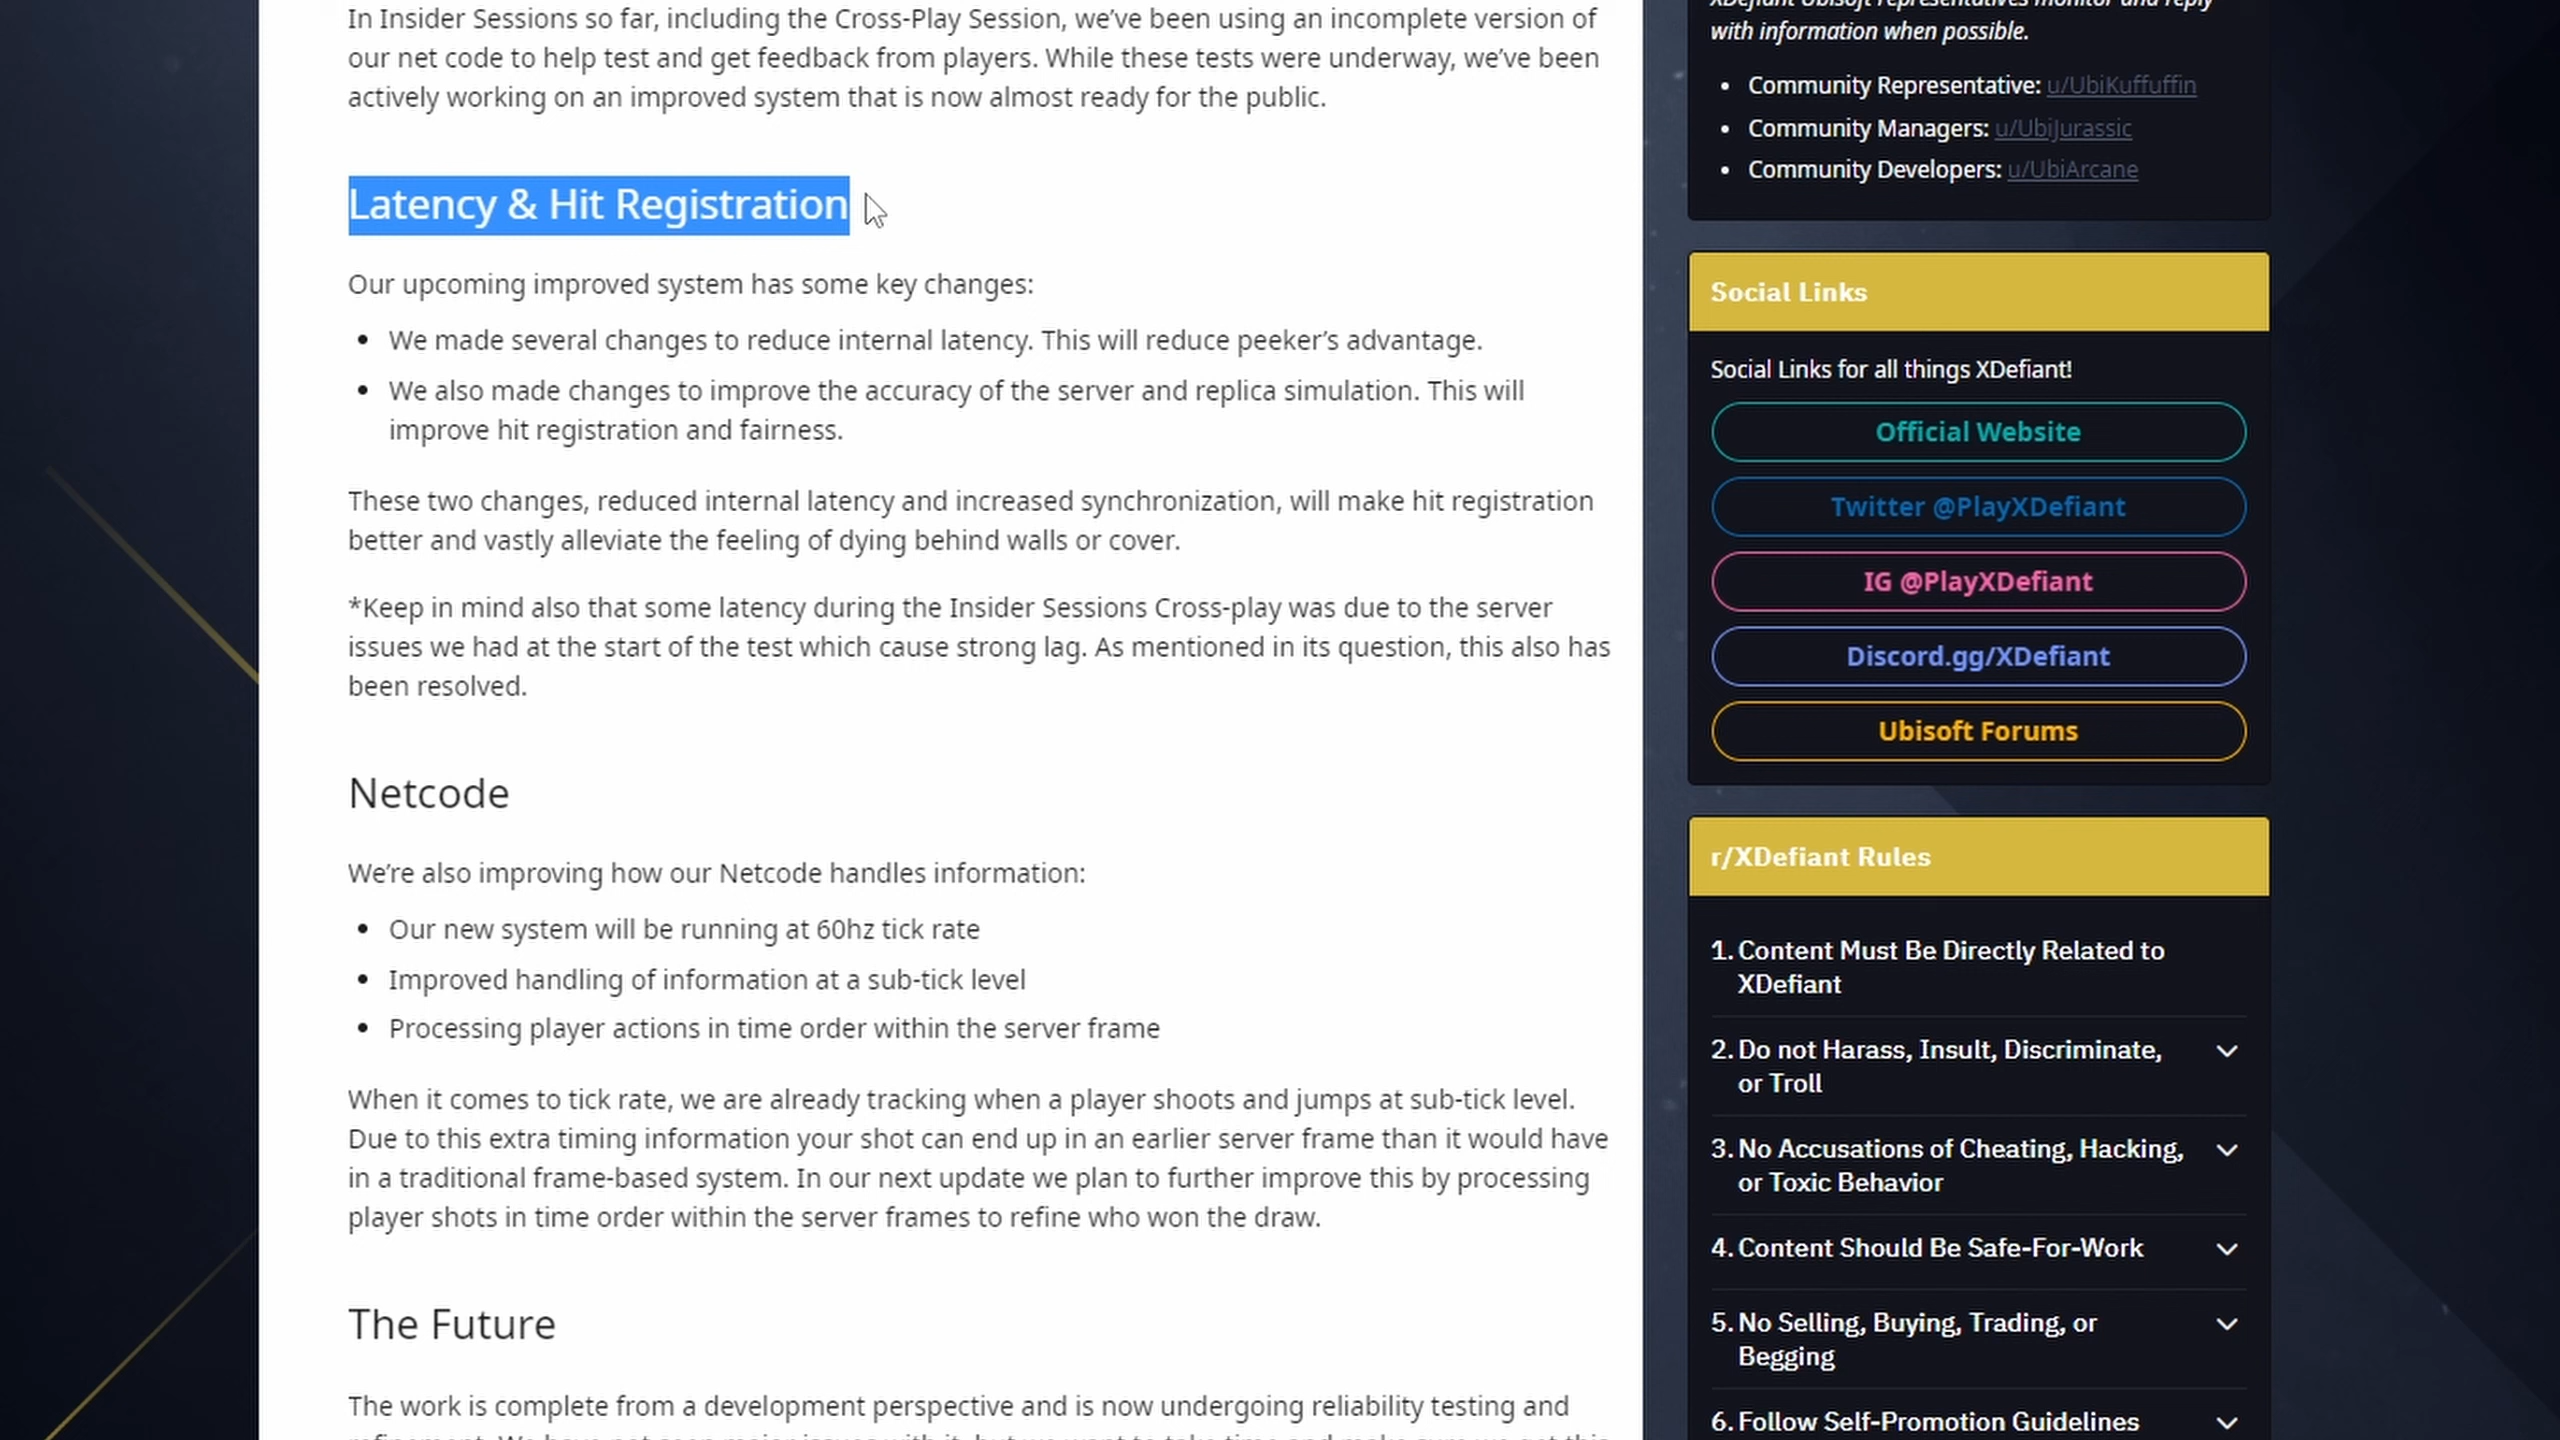 In Insider Sessions so far, including the Cross-Play Session, we’ve been using an incomplete version of
our net code to help test and get feedback from players. While these tests were underway, we’ve been
actively working on an improved system that is now almost ready for the public.
Latency & Hit Registration
Our upcoming improved system has some key changes:
• We made several changes to reduce internal latency. This will reduce peeker’s advantage.
• We also made changes to improve the accuracy of the server and replica simulation. This will
improve hit registration and fairness.
These two changes, reduced internal latency and increased synchronization, will make hit registration
better and vastly alleviate the feeling of dying behind walls or cover.
*Keep in mind also that some latency during the Insider Sessions Cross-play was due to the server
issues we had at the start of the test which cause strong lag. As mentioned in its question, this also has
been resolved.
Netcode
We’re also improving how our Netcode handles information:
• Our new system will be running at 60hz tick rate
• Improved handling of information at a sub-tick level
• Processing player actions in time order within the server frame
When it comes to tick rate, we are already tracking when a player shoots and jumps at sub-tick level.
Due to this extra timing information your shot can end up in an earlier server frame than it would have
in a traditional frame-based system. In our next update we plan to further improve this by processing
player shots in time order within the server frames to refine who won the draw.
The Future
The work is complete from a development perspective and is now undergoing reliability testing and
XDefiant Ubisoft representatives monitor and reply
with information when possible.
• Community Representative: u/UbiKuffuffin
• Community Managers: u/UbiJurassic
• Community Developers: u/UbiArcane
Social Links
Social Links for all things XDefiant!
Official Website
Twitter @PlayXDefiant
IG @PlayXDefiant
Discord.gg/XDefiant
Ubisoft Forums
r/XDefiant Rules
1. Content Must Be Directly Related to
XDefiant
2. Do not Harass, Insult, Discriminate,
or Troll
3. No Accusations of Cheating, Hacking,
or Toxic Behavior
4. Content Should Be Safe-For-Work
5. No Selling, Buying, Trading, or
Begging
6. Follow Self-Promotion Guidelines